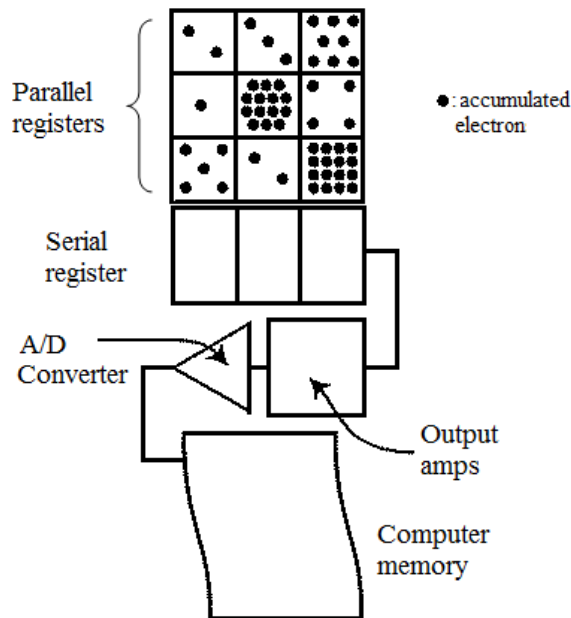 Parallel
registers
: accumulated
electron
Serial
register
A/D
Converter
Output
amps
Computer
memory